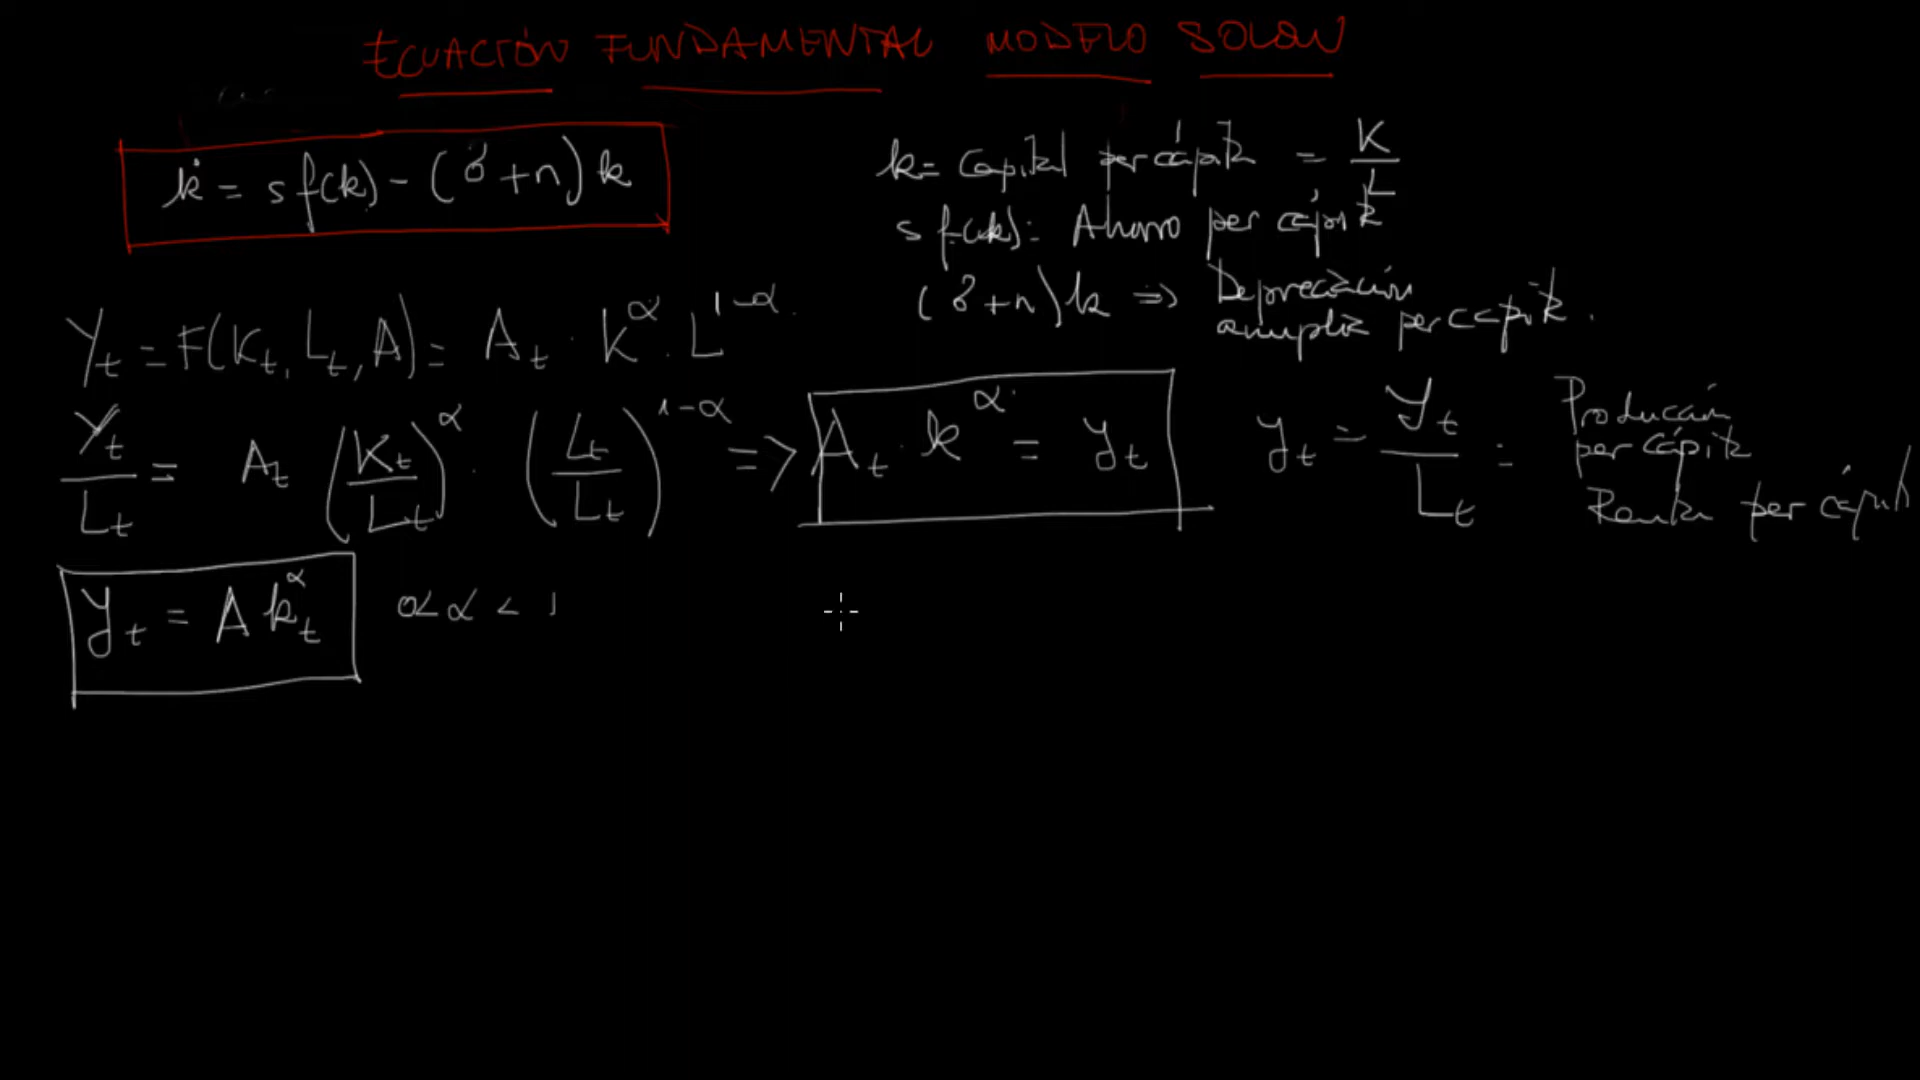 ECUACIÓN FUNDAMENTAL MODELO SOLOW
k̇ = s f(k) - (δ+n) k
k = Capital per cápita = K/L
s f(k): Ahorro per cápita
(δ+n)k => Depreciación amplia per cápita.
Yt = F(Kt, Lt, A) = At · K^α · L^1-α.
Yt/Lt = At (Kt/Lt)^α · (Lt/Lt)^1-α => At · k^α = yt
yt = Yt/Lt = Producción per cápita
Renta per cápita
yt = A kt^α 0<α<1